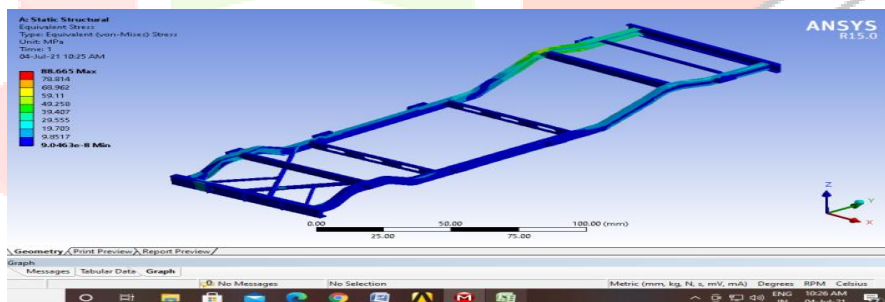 A: Static Structural
Equivalent Stress
Type: Equivalent (von-Mises) Stress
Unit: MPa
Time: 1
04-Jul-21 10:25 AM
88.665 Max
78.814
68.962
59.11
49.258
39.407
29.555
19.703
9.8517
9.0463e-8 Min
ANSYS
R15.0
Z
Y
X
0.00 50.00 100.00 (mm)
25.00 75.00
Geometry Print Preview Report Preview
Graph
Messages Tabular Data Graph
No Messages No Selection Metric (mm, kg, N, s, mV, mA) Degrees RPM Celsius
ENG 10:26 AM
IN 04-Jul-21